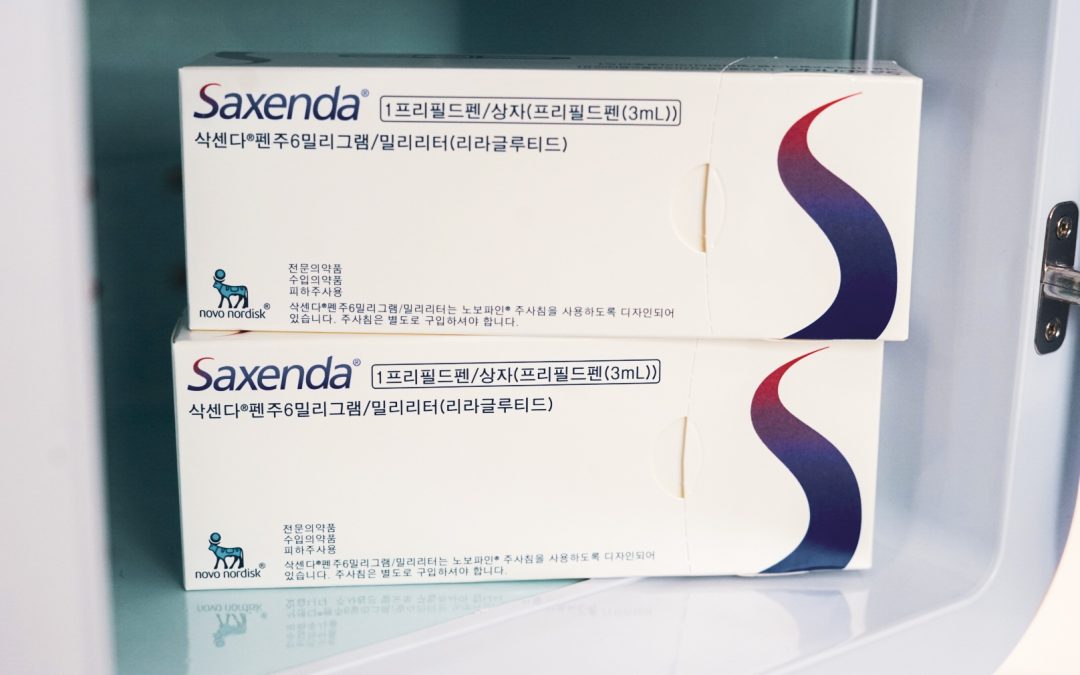 Saxenda® 1프리필드펜/상자(프리필드펜(3mL))
삭센다®펜주6밀리그램/밀리리터(리라글루티드)
전문의약품
수입의약품
피하주사용
삭센다®펜주6밀리그램/밀리리터는 노보파인® 주사침을 사용하도록 디자인되어
있습니다. 주사침은 별도로 구입하셔야 합니다.
novo nordisk®
Saxenda® 1프리필드펜/상자(프리필드펜(3mL))
삭센다®펜주6밀리그램/밀리리터(리라글루티드)
전문의약품
수입의약품
피하주사용
삭센다®펜주6밀리그램/밀리리터는 노보파인® 주사침을 사용하도록 디자인되어
있습니다. 주사침은 별도로 구입하셔야 합니다.
novo nordisk®